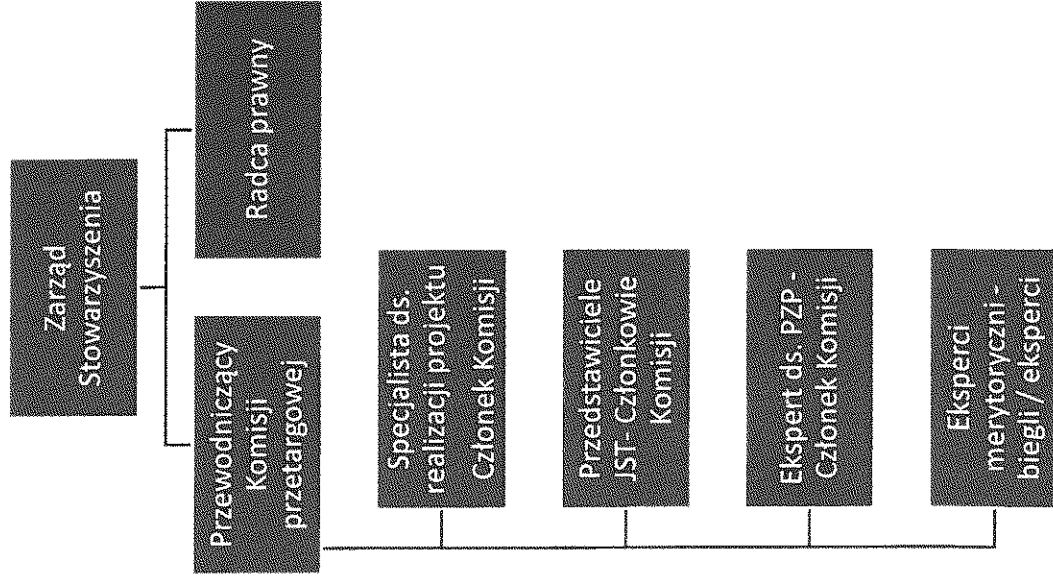 Zarząd
Stowarzyszenia
Przewodniczący
Komisji
przetargowej
Radca prawny
Specjalista ds.
realizacji projektu
Członek Komisji
Przedstawiciele
JST- Członkowie
Komisji
Ekspert ds. PZP -
Członek Komisji
Eksperci
merytoryczni -
biegli / eksperci